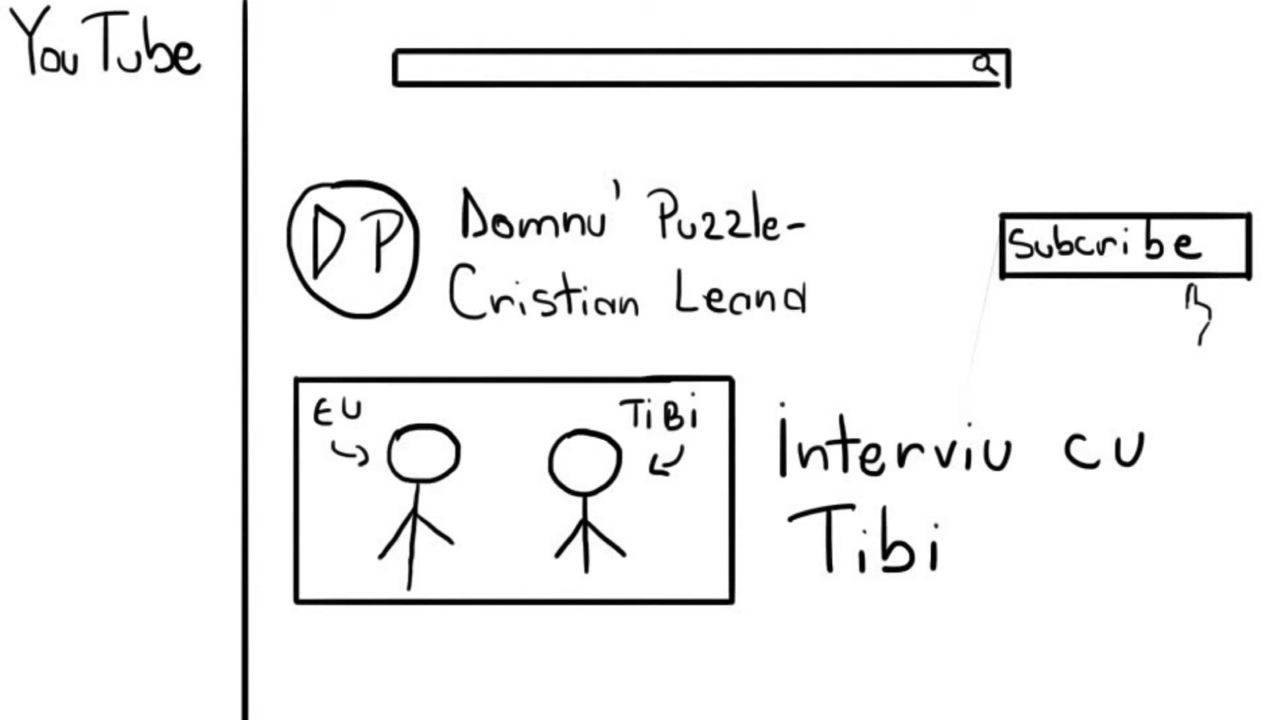 YouTube
DP
Domnu' Puzzle-
Cristian Leand
Subcribe
EU
TiBi
Interviu cu
Tibi